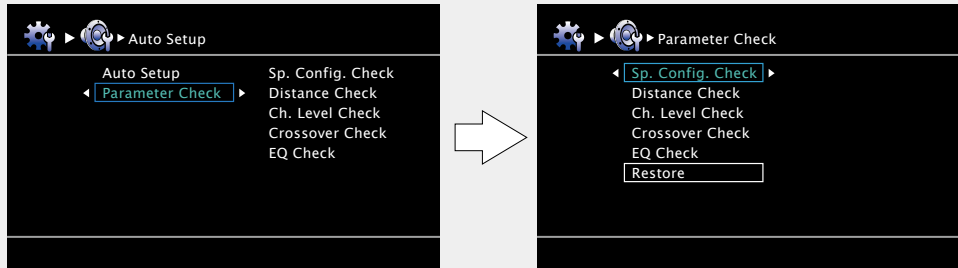 Auto Setup
Auto Setup
Parameter Check
Sp. Config. Check
Distance Check
Ch. Level Check
Crossover Check
EQ Check
Parameter Check
Sp. Config. Check
Distance Check
Ch. Level Check
Crossover Check
EQ Check
Restore